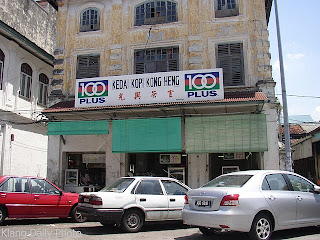 100 PLUS
KEDAI KOPI KONG HENG
100 PLUS
Klang Daily Photo